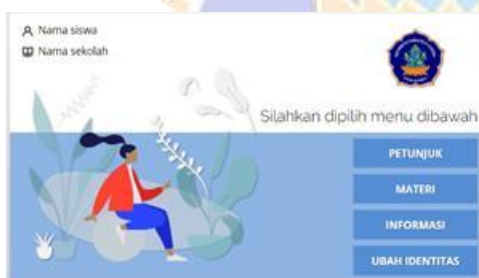 Nama siswa
Nama sekolah
Silahkan dipilih menu dibawah
PETUNJUK
MATERI
INFORMASI
UBAH IDENTITAS